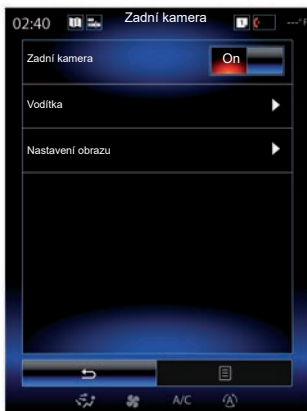 02:40 Zadní kamera ---°F
Zadní kamera On
Vodítka
Nastavení obrazu
A/C